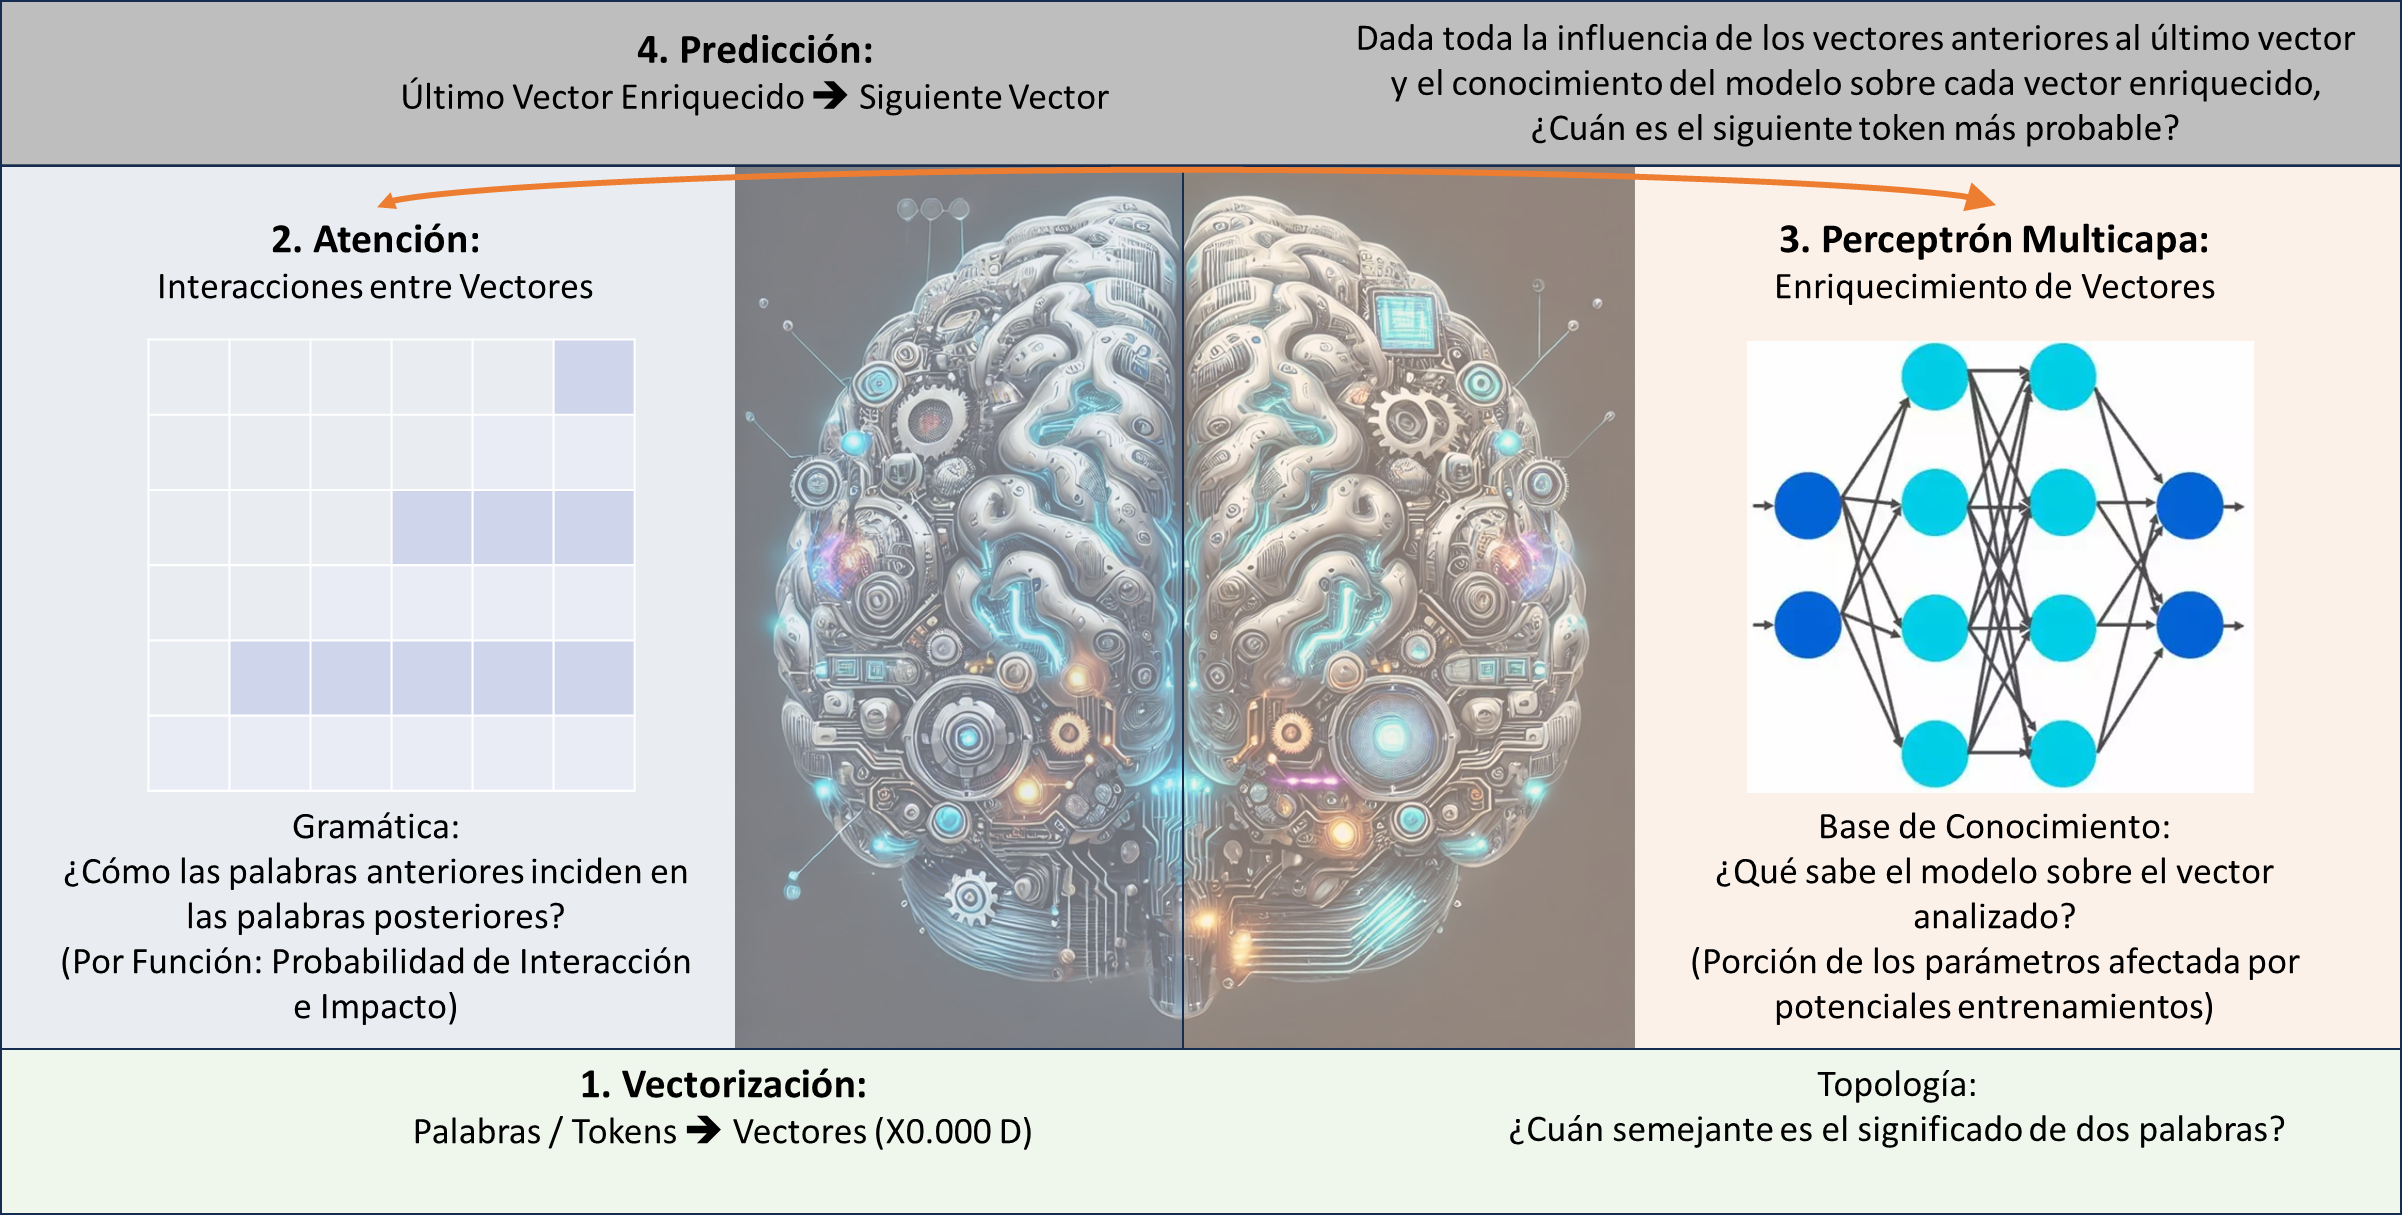 4. Predicción:
Último Vector Enriquecido 🡲 Siguiente Vector
Dada toda la influencia de los vectores anteriores al último vector
y el conocimiento del modelo sobre cada vector enriquecido,
¿Cuán es el siguiente token más probable?
2. Atención:
Interacciones entre Vectores
Gramática:
¿Cómo las palabras anteriores inciden en
las palabras posteriores?
(Por Función: Probabilidad de Interacción
e Impacto)
3. Perceptrón Multicapa:
Enriquecimiento de Vectores
Base de Conocimiento:
¿Qué sabe el modelo sobre el vector
analizado?
(Porción de los parámetros afectada por
potenciales entrenamientos)
1. Vectorización:
Palabras / Tokens 🡲 Vectores (X0.000 D)
Topología:
¿Cuán semejante es el significado de dos palabras?